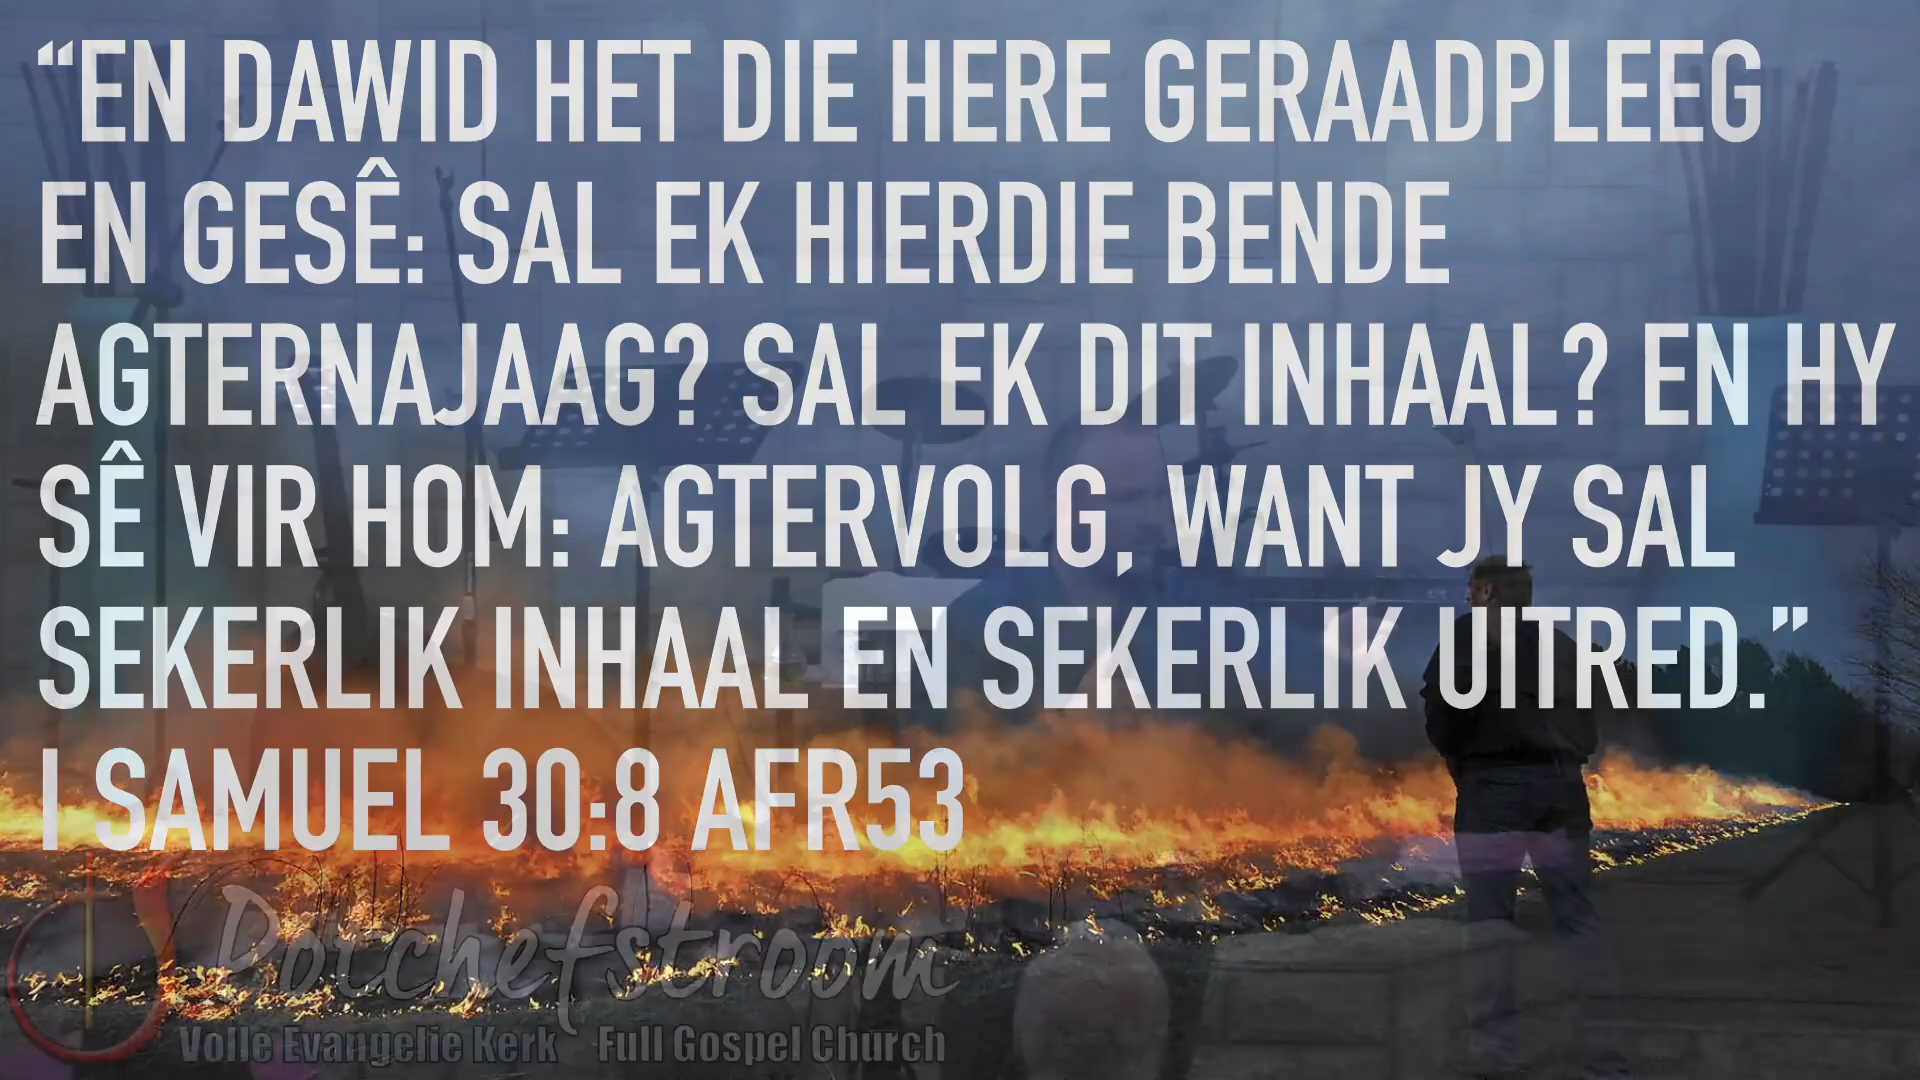 “EN DAWID HET DIE HERE GERAADPLEEG
EN GESÊ: SAL EK HIERDIE BENDE
AGTERNAJAAG? SAL EK DIT INHAAL? EN HY
SÊ VIR HOM: AGTERVOLG, WANT JY SAL
SEKERLIK INHAAL EN SEKERLIK UITRED.”
I SAMUEL 30:8 AFR53
Potchefstroom
Volle Evangelie Kerk Full Gospel Church